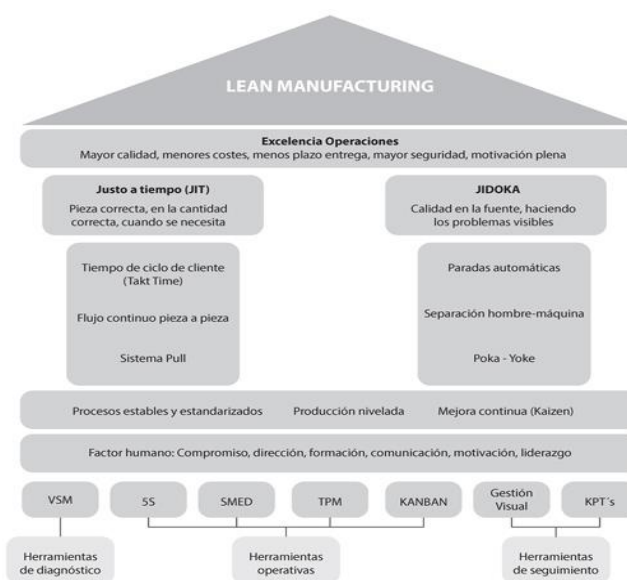 LEAN MANUFACTURING
Excelencia Operaciones
Mayor calidad, menores costes, menos plazo entrega, mayor seguridad, motivación plena
Justo a tiempo (JIT)
Pieza correcta, en la cantidad
correcta, cuando se necesita
JIDOKA
Calidad en la fuente, haciendo
los problemas visibles
Tiempo de ciclo de cliente
(Takt Time)
Flujo continuo pieza a pieza
Sistema Pull
Paradas automáticas
Separación hombre-máquina
Poka - Yoke
Procesos estables y estandarizados
Producción nivelada
Mejora continua (Kaizen)
Factor humano: Compromiso, dirección, formación, comunicación, motivación, liderazgo
VSM
5S
SMED
TPM
KANBAN
Gestión
Visual
KPT´s
Herramientas
de diagnóstico
Herramientas
operativas
Herramientas
de seguimiento